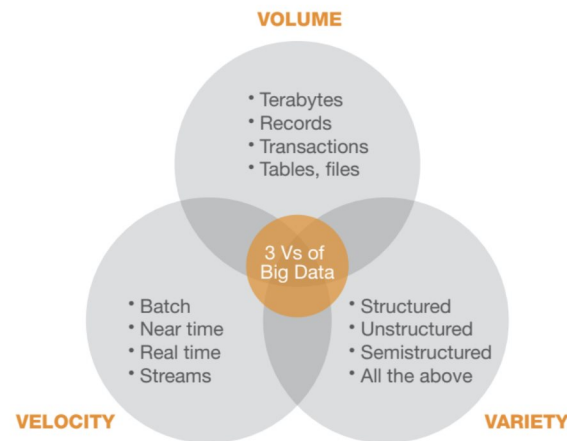 VOLUME
• Terabytes
• Records
• Transactions
• Tables, files
3 Vs of
Big Data
• Batch
• Near time
• Real time
• Streams
• Structured
• Unstructured
• Semistructured
• All the above
VELOCITY
VARIETY